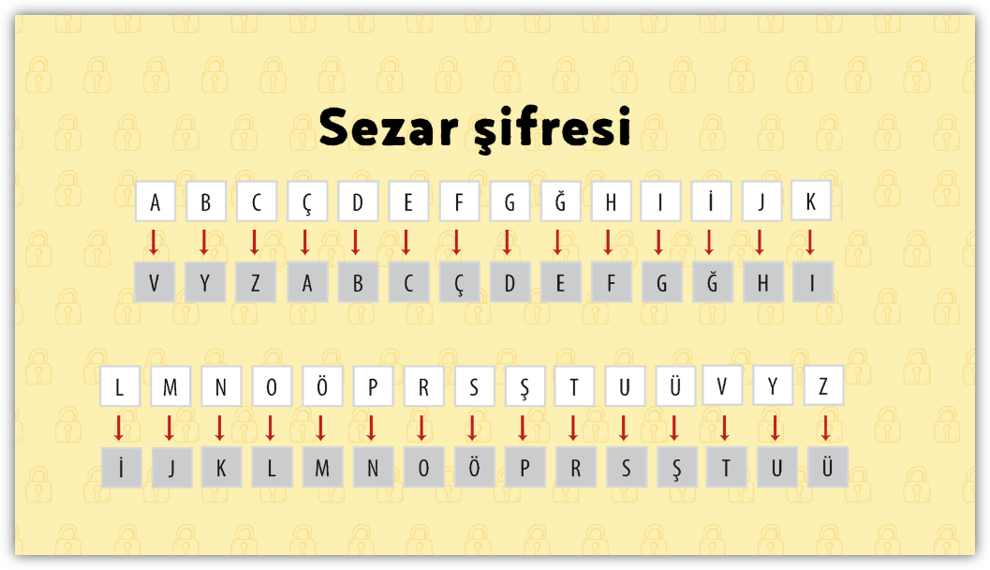 Sezar şifresi
A B C Ç D E F G Ğ H I İ J K
V Y Z A B C Ç D E F G Ğ H I
L M N O Ö P R S Ş T U Ü V Y Z
İ J K L M N O Ö P R S Ş T U Ü